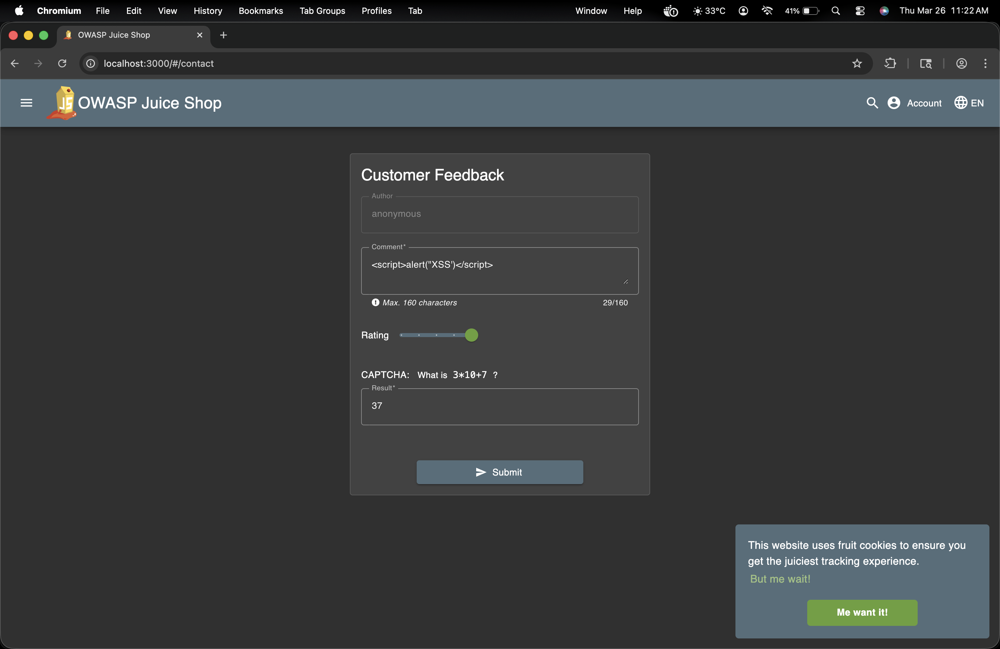 Chromium File Edit View History Bookmarks Tab Groups Profiles Tab Window Help 33°C 41% Thu Mar 26 11:22 AM
OWASP Juice Shop
localhost:3000/#/contact
JS OWASP Juice Shop Account EN
Customer Feedback
Author
anonymous
Comment*
<script>alert("XSS')</script>
Max. 160 characters 29/160
Rating
CAPTCHA: What is 3*10+7 ?
Result*
37
Submit
This website uses fruit cookies to ensure you
get the juiciest tracking experience.
But me wait!
Me want it!